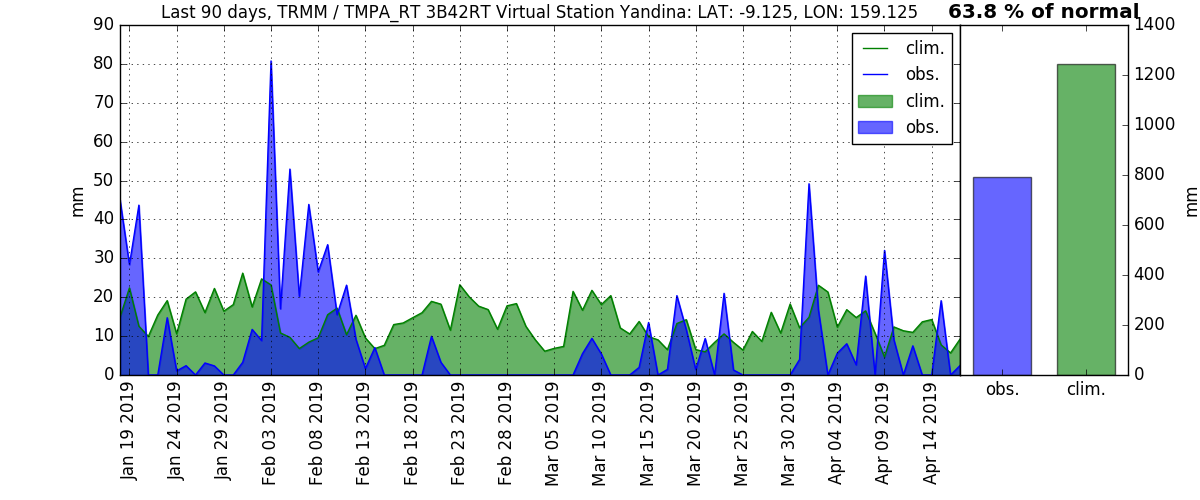 Last 90 days, TRMM / TMPA_RT 3B42RT Virtual Station Yandina: LAT: -9.125, LON: 159.125
63.8 % of normal
90
80
70
60
50
40
30
20
10
0
mm
clim.
obs.
clim.
obs.
1400
1200
1000
800
600
400
200
0
mm
obs.
clim.
Jan 19 2019
Jan 24 2019
Jan 29 2019
Feb 03 2019
Feb 08 2019
Feb 13 2019
Feb 18 2019
Feb 23 2019
Feb 28 2019
Mar 05 2019
Mar 10 2019
Mar 15 2019
Mar 20 2019
Mar 25 2019
Mar 30 2019
Apr 04 2019
Apr 09 2019
Apr 14 2019